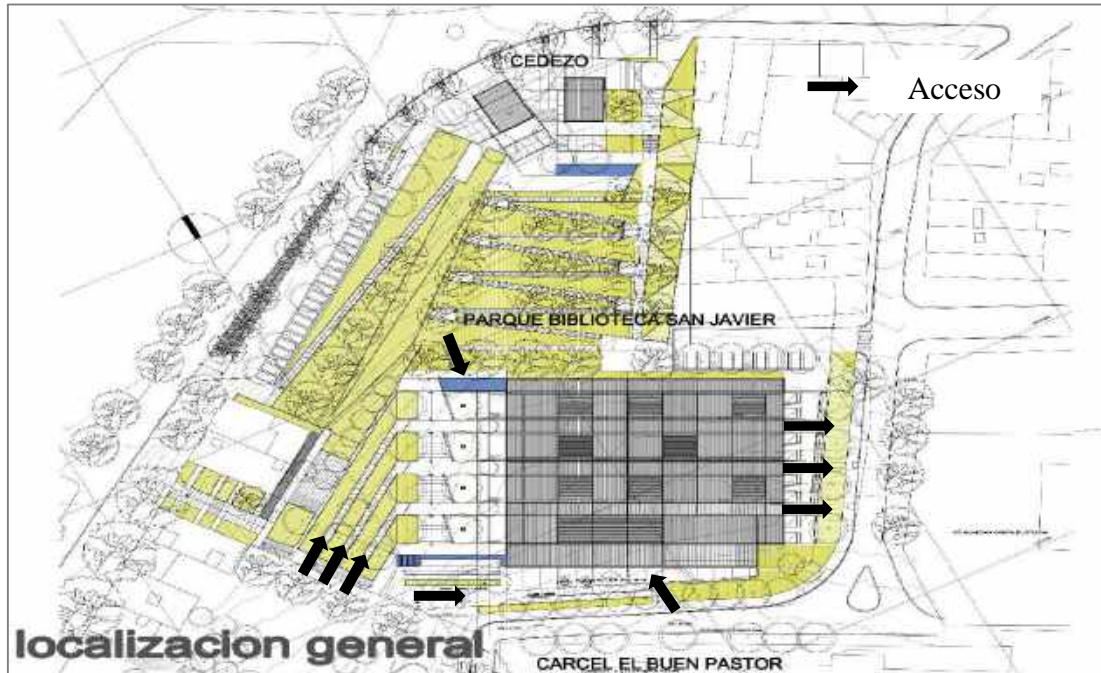 CEDEZO
Acceso
PARQUE BIBLIOTECA SAN JAVIER
localizacion general
CARCEL EL BUEN PASTOR